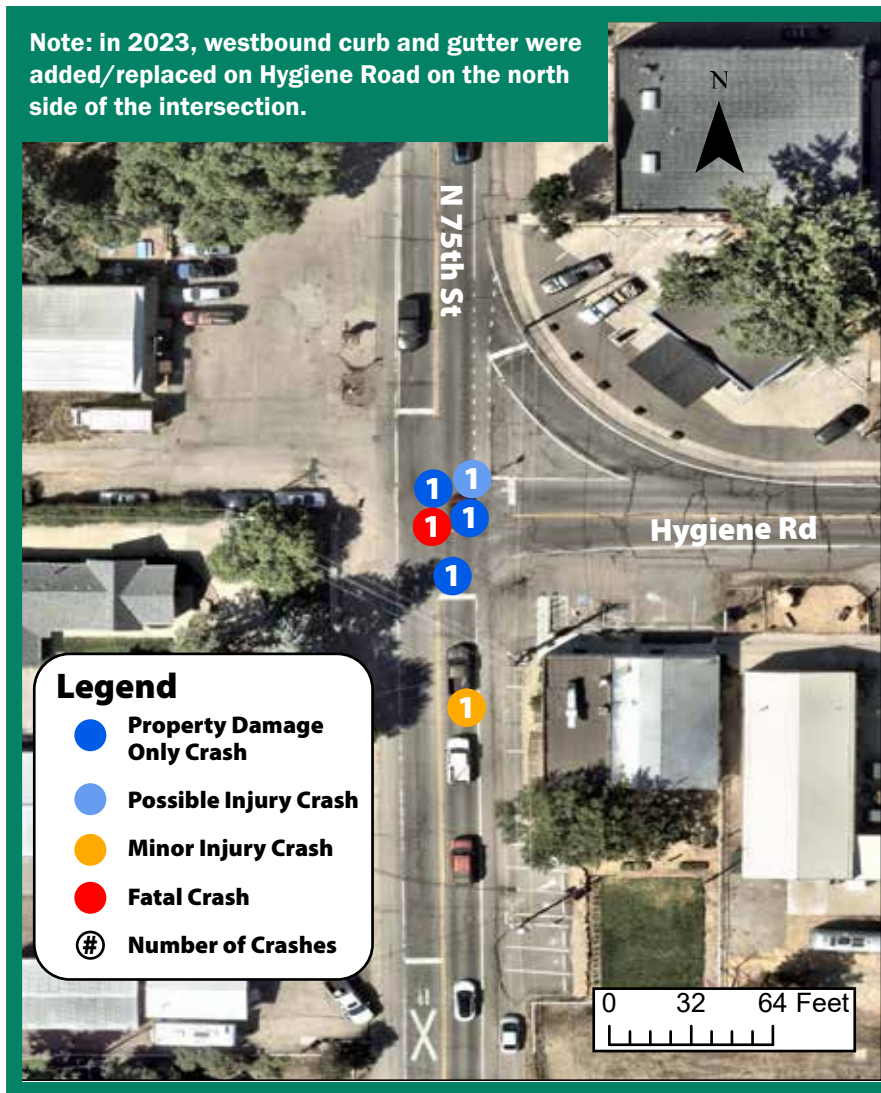 Note: in 2023, westbound curb and gutter were
added/replaced on Hygiene Road on the north
side of the intersection.
N
N 75th St
1
1
1
1
1
Hygiene Rd
1
Legend
Property Damage
Only Crash
Possible Injury Crash
Minor Injury Crash
Fatal Crash
# Number of Crashes
0 32 64 Feet